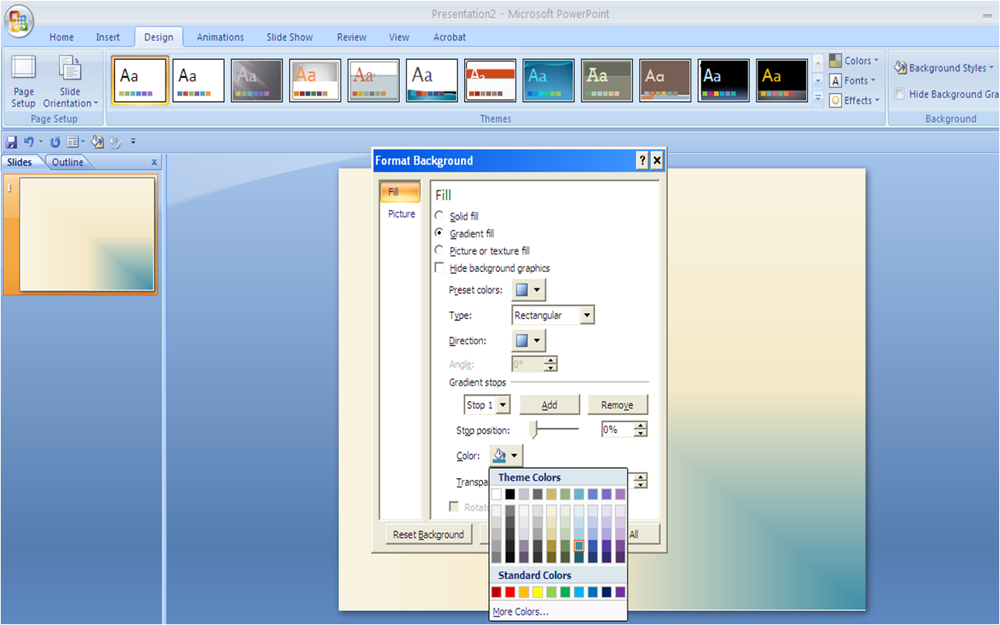 Presentation2 - Microsoft PowerPoint
Home Insert Design Animations Slide Show Review View Acrobat
Page Setup
Slide Orientation
Page Setup
Aa Aa Aa Aa Aa Aa Aa Aa Aa Aa Aa Aa
Themes
Colors
Fonts
Effects
Background Styles
Hide Background Gra
Background
Slides Outline x
1
Format Background ?
Fill
Picture
Fill
Solid fill
Gradient fill
Picture or texture fill
Hide background graphics
Preset colors:
Type: Rectangular
Direction:
Angle: 0°
Gradient stops
Stop 1 Add Remove
Stop position: 0%
Color:
Transpa
Rotate
Theme Colors
Standard Colors
More Colors...
Reset Background All